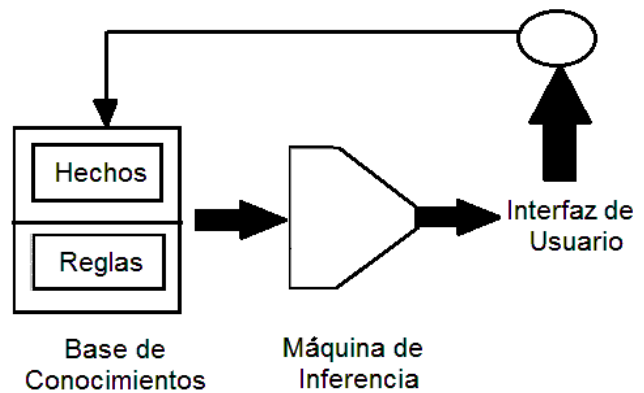 Hechos
Reglas
Base de
Conocimientos
Máquina de
Inferencia
Interfaz de
Usuario